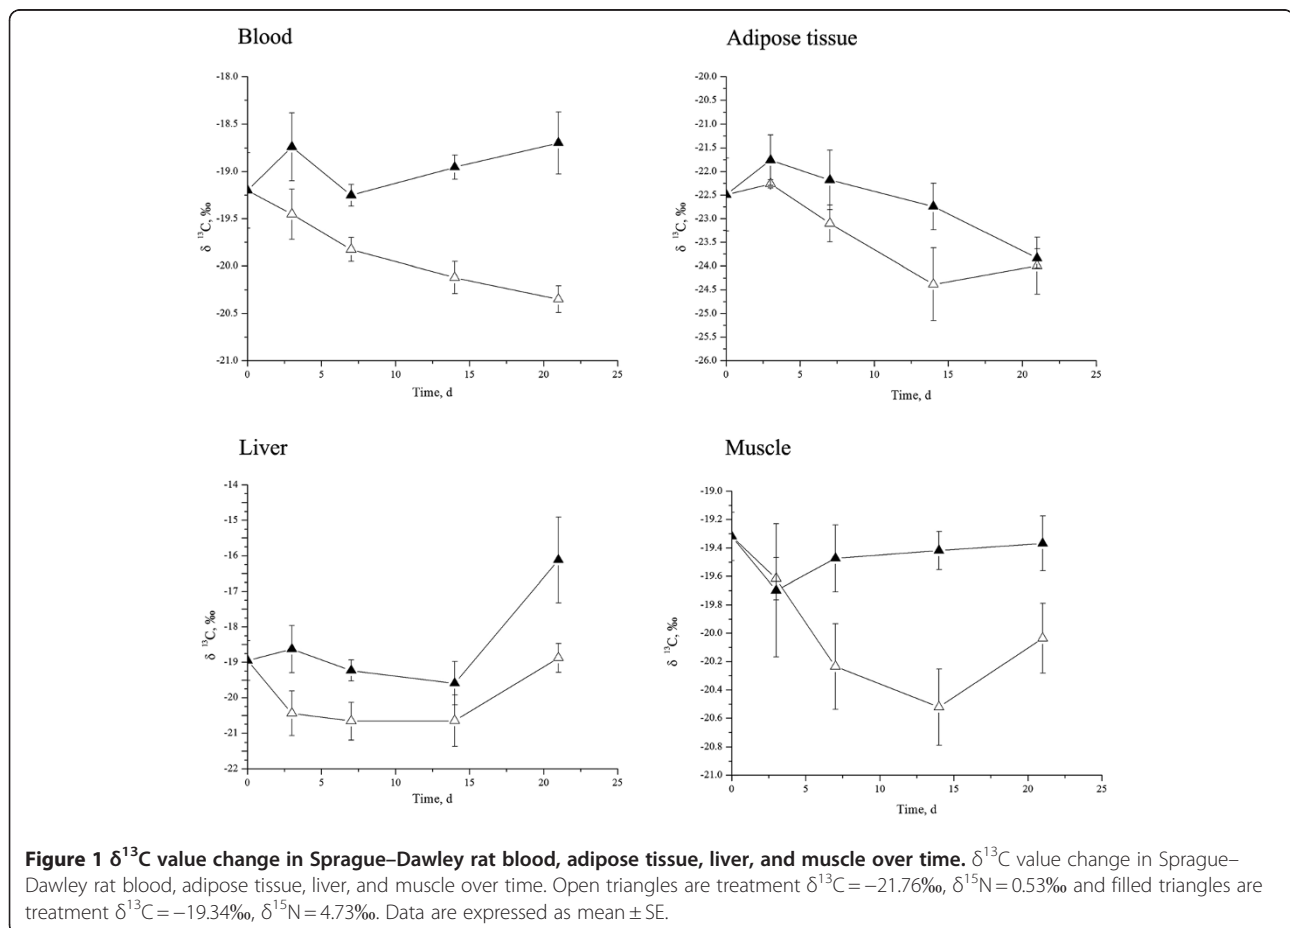 Blood
-18.0
-18.5
-19.0
-19.5
-20.0
-20.5
-21.0
δ ¹³C, ‰
0 5 10 15 20 25
Time, d
Adipose tissue
-20.0
-20.5
-21.0
-21.5
-22.0
-22.5
-23.0
-23.5
-24.0
-24.5
-25.0
-25.5
-26.0
δ ¹³C, ‰
0 5 10 15 20 25
Time, d
Liver
-14
-15
-16
-18
-19
-20
-21
-22
δ ¹³C, ‰
0 5 10 15 20 25
Time, d
Muscle
-19.0
-19.2
-19.4
-19.6
-19.8
-20.0
-20.2
-20.4
-20.6
-20.8
-21.0
δ ¹³C, ‰
0 5 10 15 20 25
Time, d
Figure 1 δ¹³C value change in Sprague–Dawley rat blood, adipose tissue, liver, and muscle over time. δ¹³C value change in Sprague–
Dawley rat blood, adipose tissue, liver, and muscle over time. Open triangles are treatment δ¹³C = −21.76‰, δ¹⁵N = 0.53‰ and filled triangles are
treatment δ¹³C = −19.34‰, δ¹⁵N = 4.73‰. Data are expressed as mean ± SE.